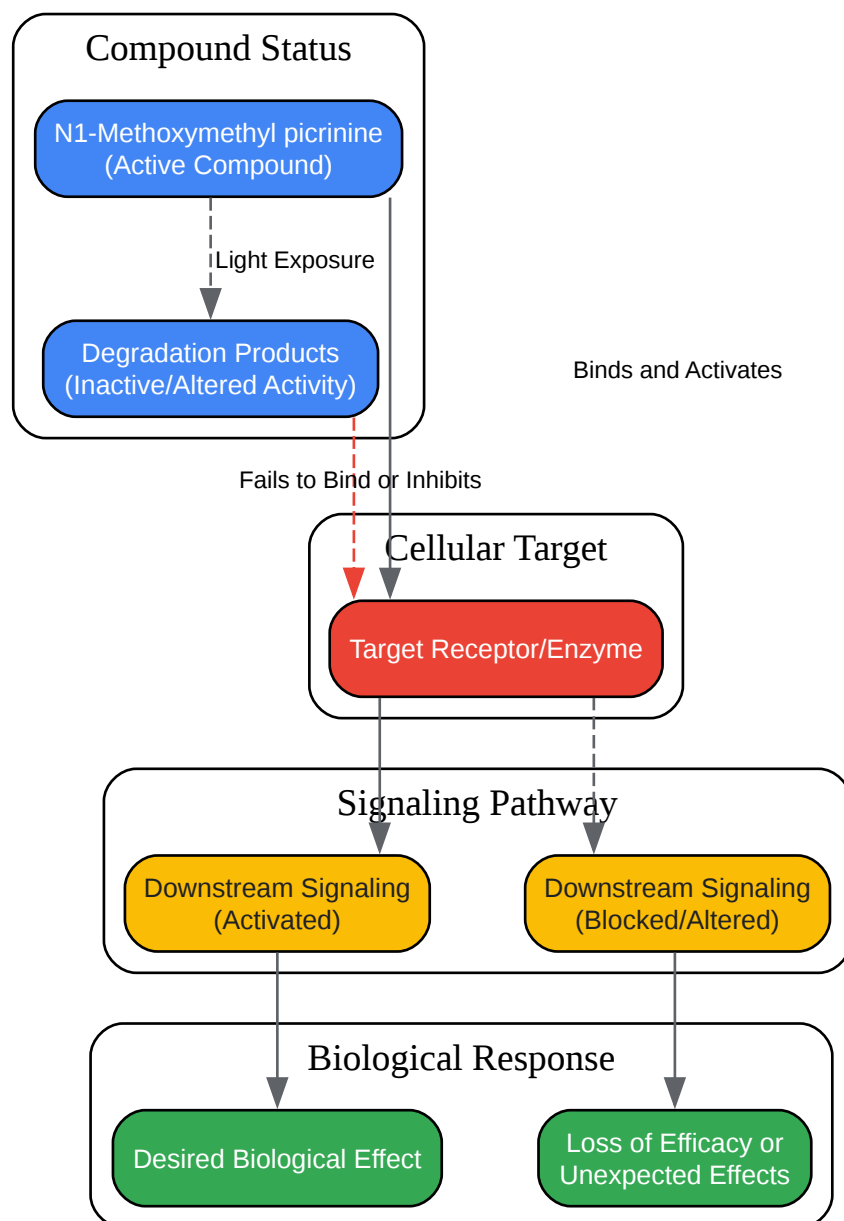 Compound Status
N1-Methoxymethyl picrinine
(Active Compound)
Light Exposure
Degradation Products
(Inactive/Altered Activity)
Binds and Activates
Fails to Bind or Inhibits
Cellular Target
Target Receptor/Enzyme
Signaling Pathway
Downstream Signaling
(Activated)
Downstream Signaling
(Blocked/Altered)
Biological Response
Desired Biological Effect
Loss of Efficacy or
Unexpected Effects